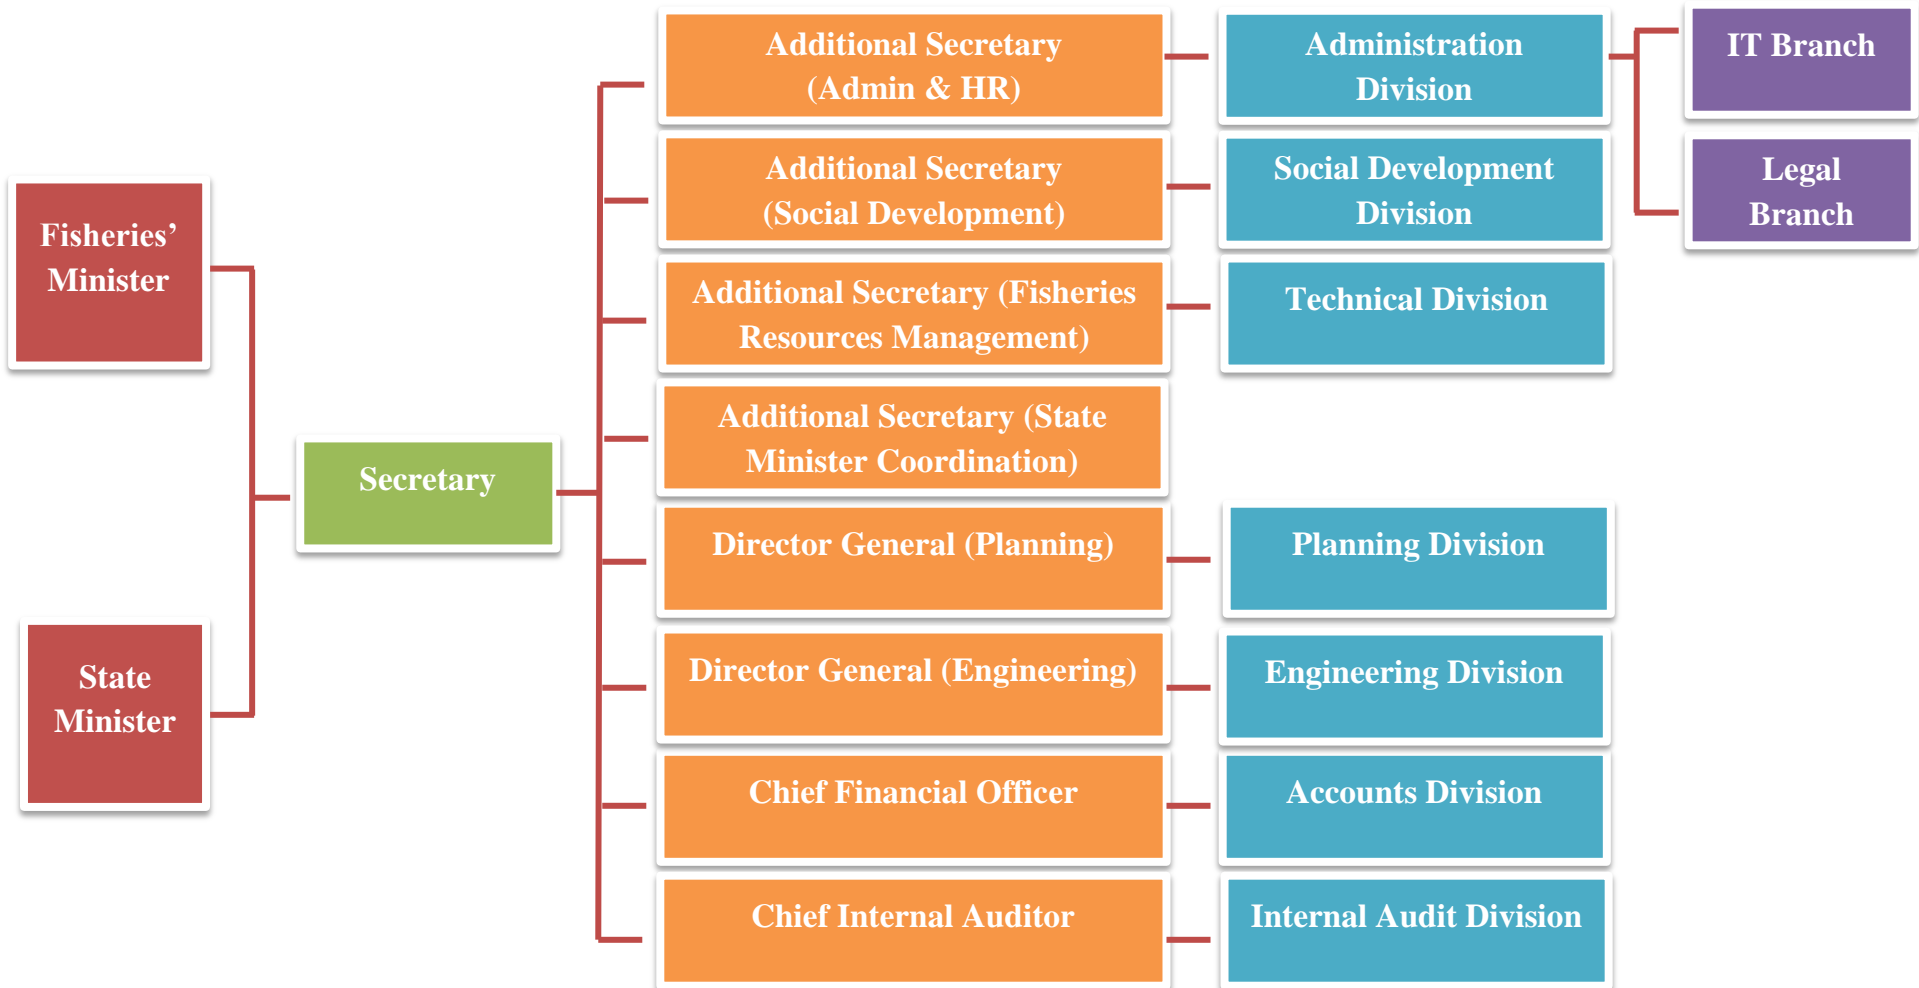 Fisheries’
Minister
State
Minister
Secretary
Additional Secretary
(Admin & HR)
Additional Secretary
(Social Development)
Additional Secretary (Fisheries
Resources Management)
Additional Secretary (State
Minister Coordination)
Director General (Planning)
Director General (Engineering)
Chief Financial Officer
Chief Internal Auditor
Administration
Division
Social Development
Division
Technical Division
Planning Division
Engineering Division
Accounts Division
Internal Audit Division
IT Branch
Legal
Branch